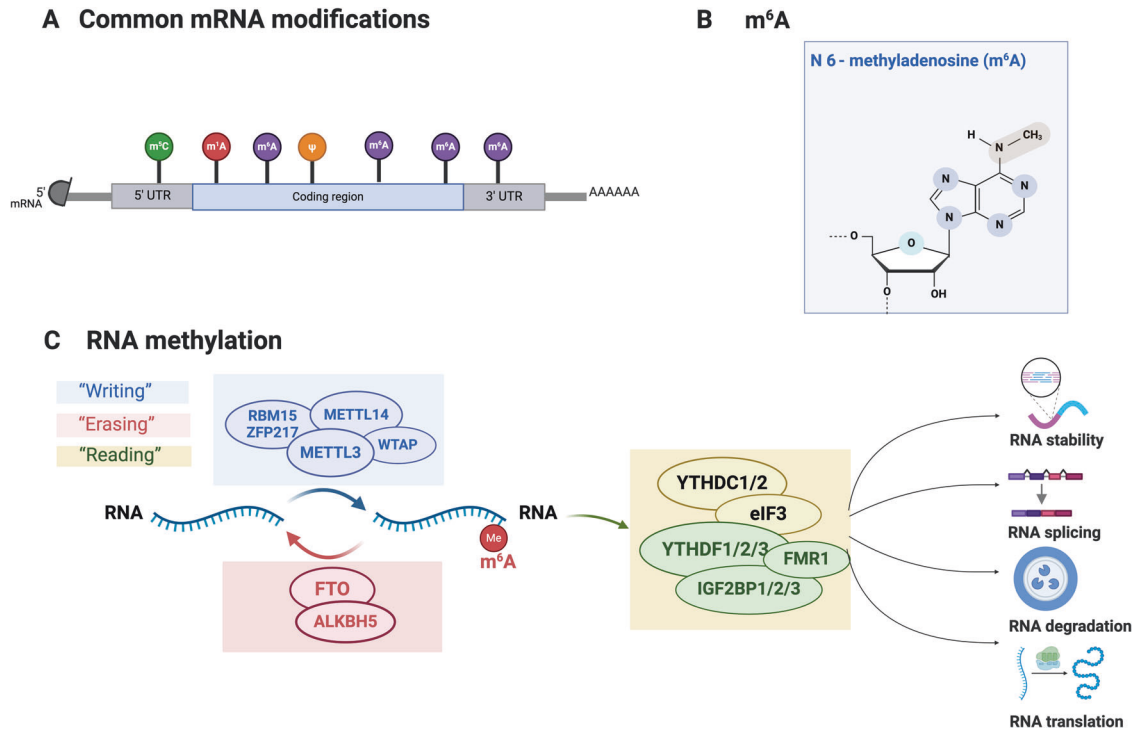 A Common mRNA modifications
m⁵C
m¹A
m⁶A
ψ
m⁶A
m⁶A
m⁶A
5'
mRNA
5' UTR
Coding region
3' UTR
AAAAAA
B m⁶A
N 6 - methyladenosine (m⁶A)
H
N
CH₃
N
N
N
N
O
O
O
OH
C RNA methylation
“Writing”
“Erasing”
“Reading”
RBM15
ZFP217
METTL14
METTL3
WTAP
RNA
RNA
Me
m⁶A
FTO
ALKBH5
YTHDC1/2
eIF3
YTHDF1/2/3
FMR1
IGF2BP1/2/3
RNA stability
RNA splicing
RNA degradation
RNA translation